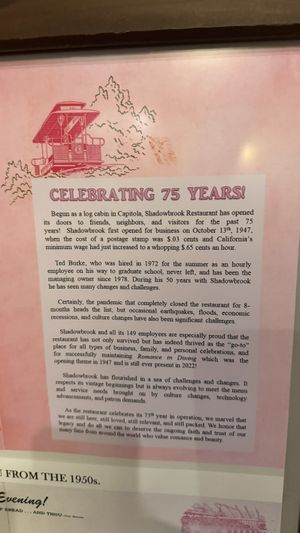 CELEBRATING 75 YEARS!
Begun as a log cabin in Capitola, Shadowbrook Restaurant has opened
its doors to friends, neighbors, and visitors for the past 75
years! Shadowbrook first opened for business on October 13th, 1947,
when the cost of a postage stamp was $.03 cents and California's
minimum wage had just increased to a whopping $.65 cents an hour.
Ted Burke, who was hired in 1972 for the summer as an hourly
employee on his way to graduate school, never left, and has been the
managing owner since 1978. During his 50 years with Shadowbrook
he has seen many changes and challenges.
Certainly, the pandemic that completely closed the restaurant for 8-
months heads the list; but occasional earthquakes, floods, economic
recessions, and culture changes have also been significant challenges.
Shadowbrook and all its 149 employees are especially proud that the
restaurant has not only survived but has indeed thrived as the "go-to"
place for all types of business, family, and personal celebrations, and
for successfully maintaining Romance in Dining which was the
opening theme in 1947 and is still ever present in 2022!
Shadowbrook has flourished in a sea of changes and challenges. It
respects its vintage beginnings but is always evolving to meet the menu
and service needs brought on by culture changes, technology
advancements, and patron demands.
As the restaurant celebrates its 75th year in operation, we marvel that
we are still here, still loved, still relevant, and still packed. We honor that
legacy and do all we can to deserve the ongoing faith and trust of our
many fans from around the world who value romance and beauty.
FROM THE 1950s.
Evening!
BREAD . . . AND THOU